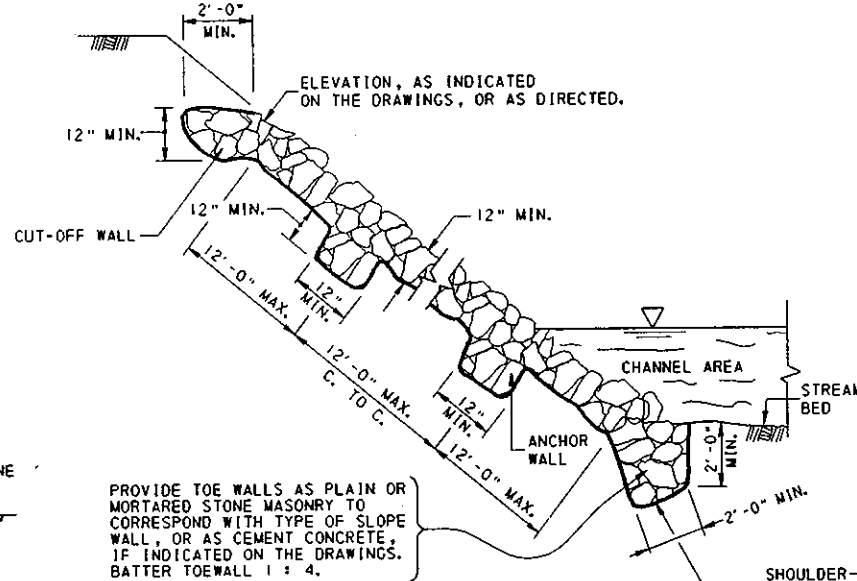 2'-0"
MIN.
ELEVATION, AS INDICATED
ON THE DRAWINGS, OR AS DIRECTED.
12" MIN.
12" MIN.
12" MIN.
CUT-OFF WALL
12'-0" MAX.
12"
MIN.
12'-0" MAX.
C. TO C.
CHANNEL AREA
STREAM
BED
12"
MIN.
ANCHOR
WALL
2'-0"
MIN.
12'-0" MAX.
NE
PROVIDE TOE WALLS AS PLAIN OR
MORTARED STONE MASONRY TO
CORRESPOND WITH TYPE OF SLOPE
WALL, OR AS CEMENT CONCRETE,
IF INDICATED ON THE DRAWINGS.
BATTER TOEWALL 1 : 4.
2'-0" MIN.
SHOULDER-